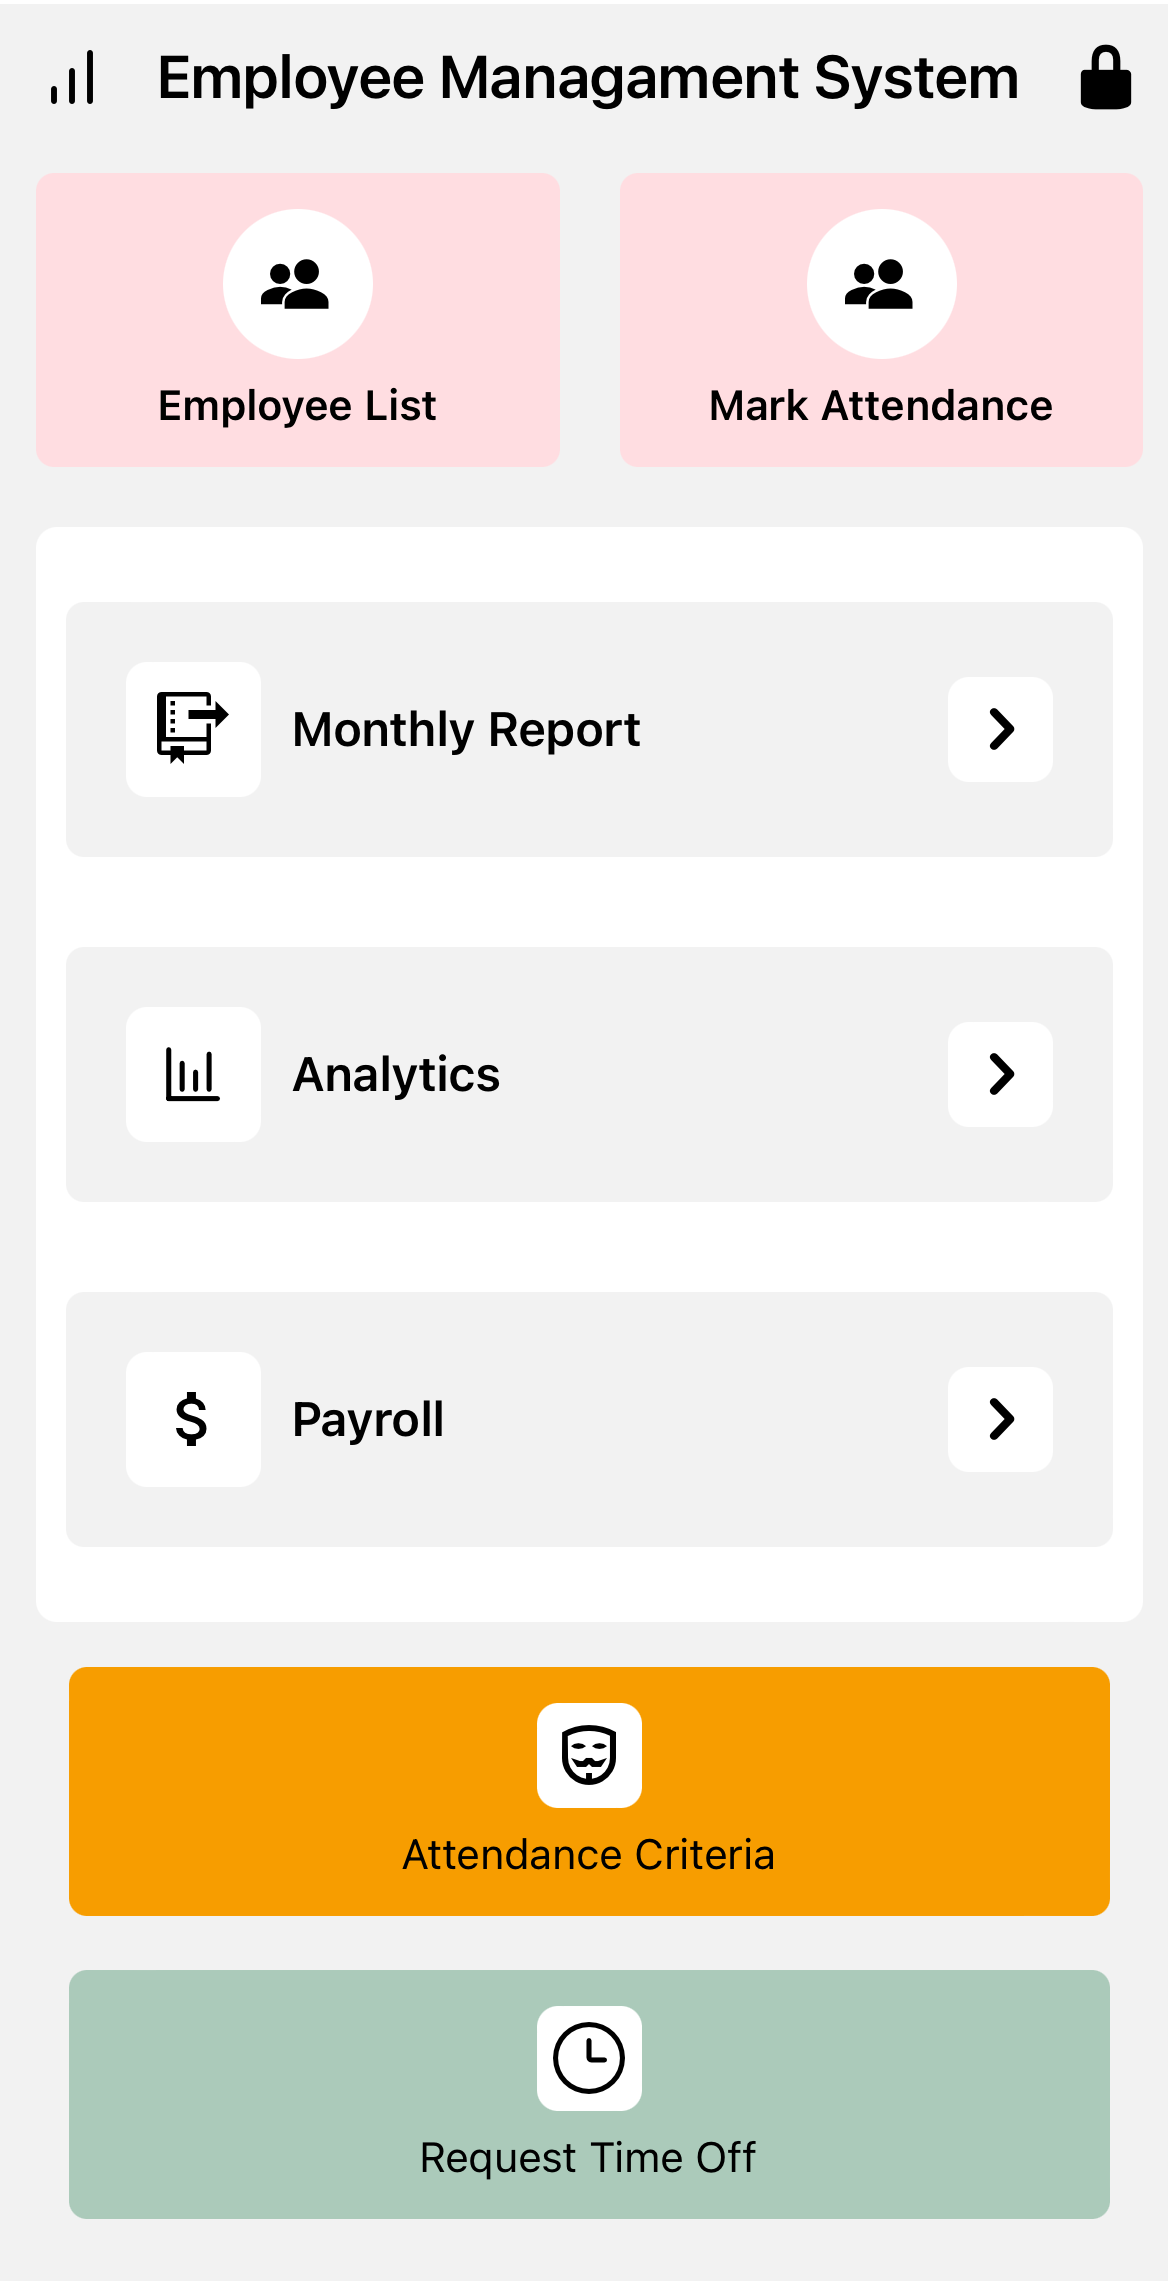 Employee Managament System
Employee List
Mark Attendance
Monthly Report
Analytics
$
Payroll
Attendance Criteria
Request Time Off